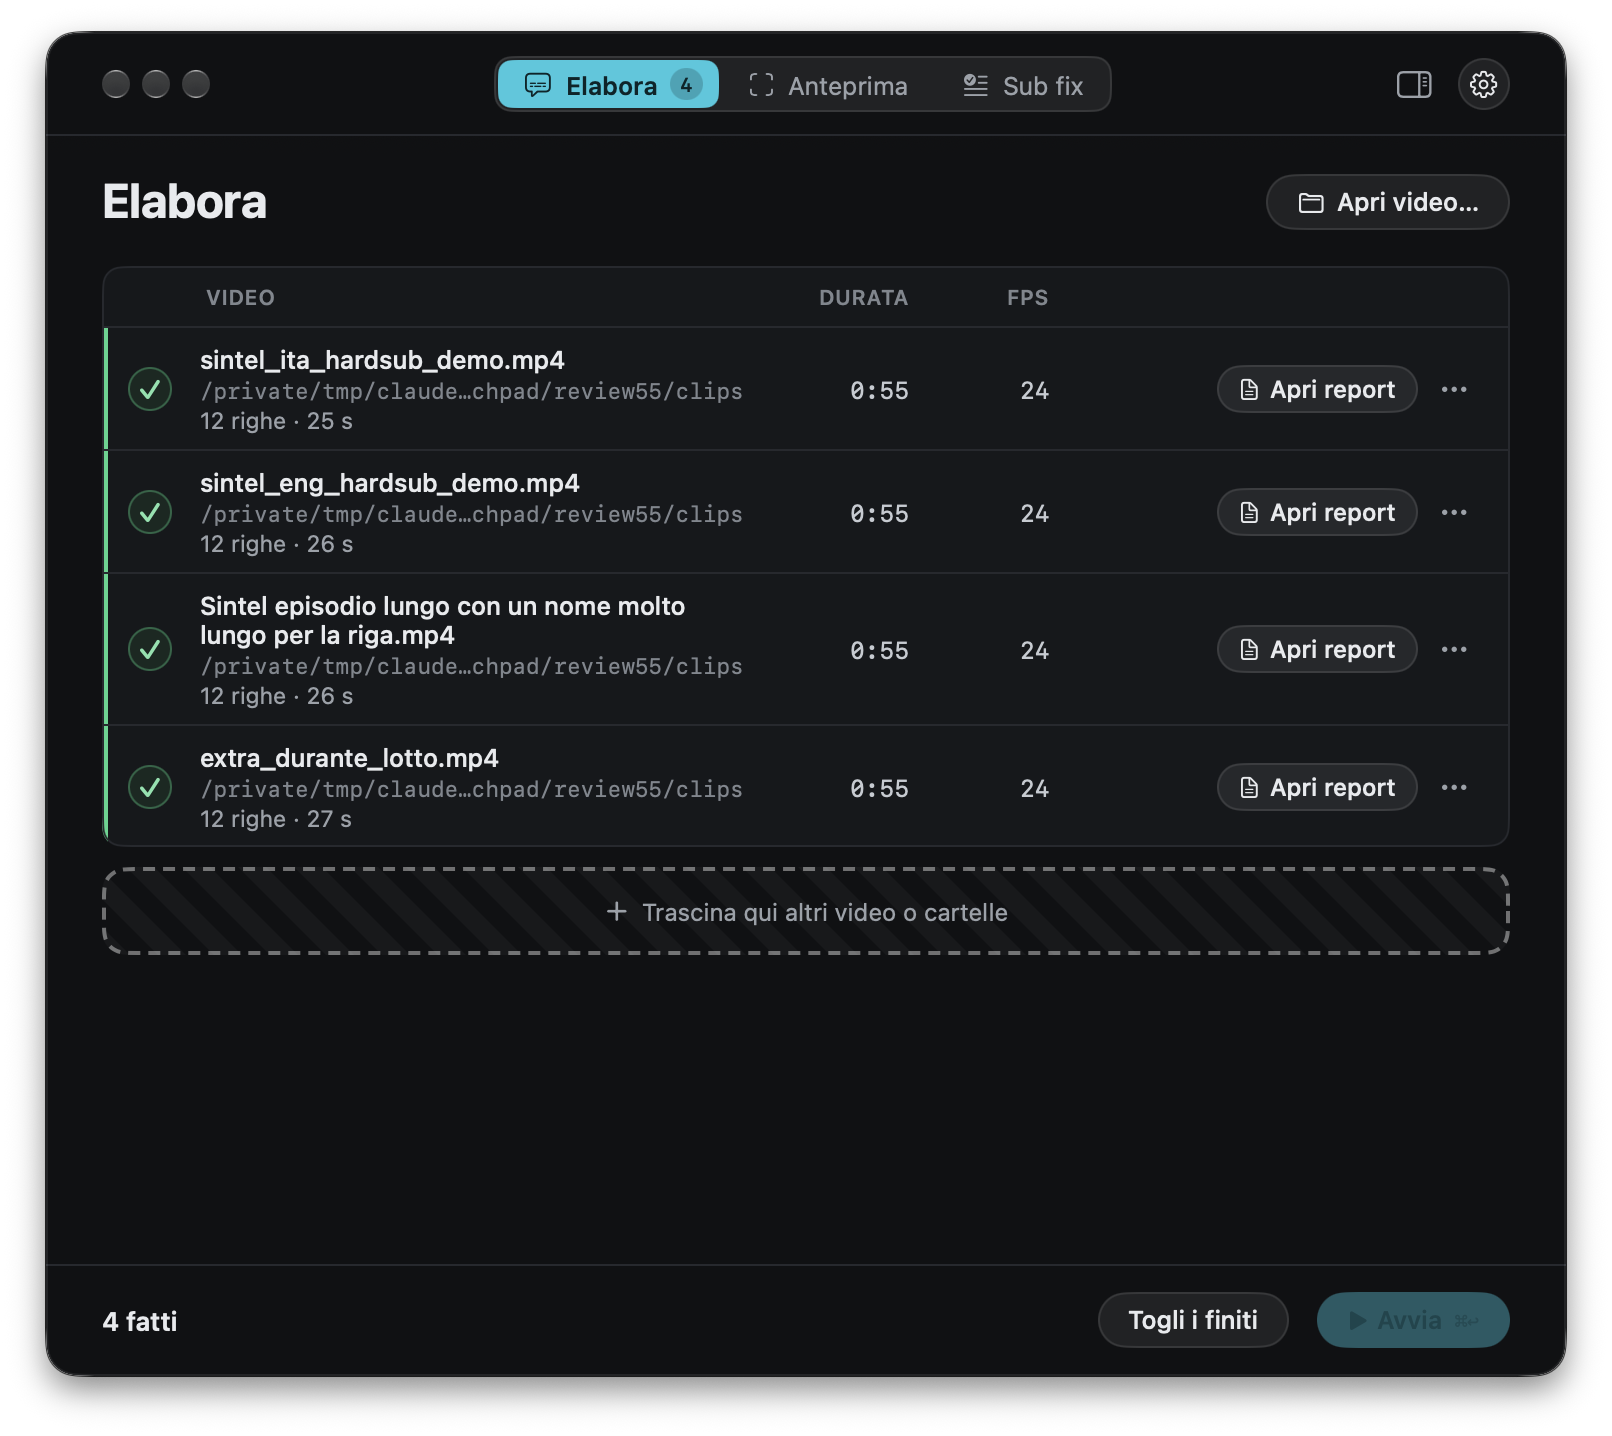 Elabora 4 Anteprima Sub fix
Elabora
Apri video...
VIDEO DURATA FPS
sintel_ita_hardsub_demo.mp4
/private/tmp/claude…chpad/review55/clips
12 righe · 25 s
0:55 24 Apri report
sintel_eng_hardsub_demo.mp4
/private/tmp/claude…chpad/review55/clips
12 righe · 26 s
0:55 24 Apri report
Sintel episodio lungo con un nome molto
lungo per la riga.mp4
/private/tmp/claude…chpad/review55/clips
12 righe · 26 s
0:55 24 Apri report
extra_durante_lotto.mp4
/private/tmp/claude…chpad/review55/clips
12 righe · 27 s
0:55 24 Apri report
+ Trascina qui altri video o cartelle
4 fatti
Togli i finiti
Avvia ⌘↩